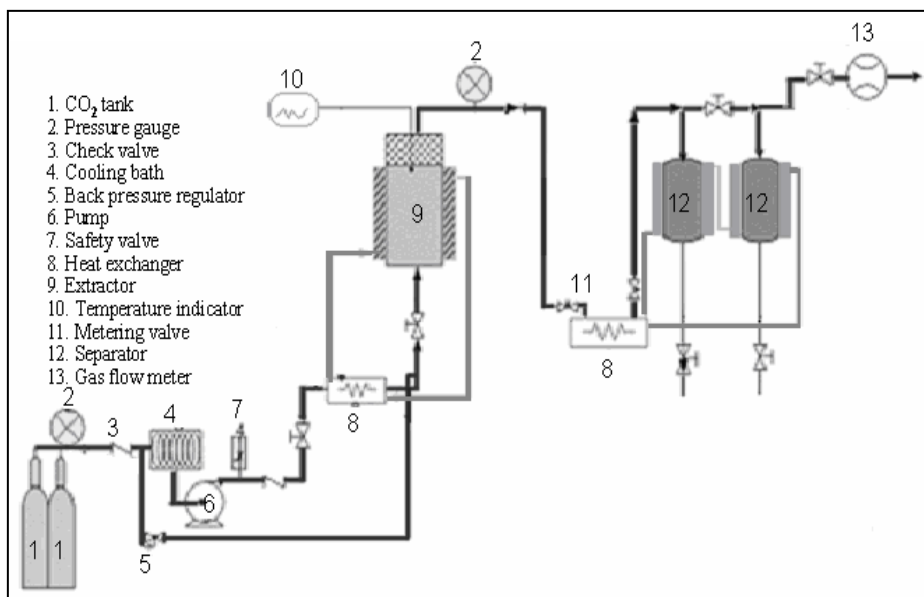 13
2
10
1. CO₂ tank
2. Pressure gauge
3. Check valve
4. Cooling bath
5. Back pressure regulator
6. Pump
7. Safety valve
8. Heat exchanger
9. Extractor
10. Temperature indicator
11. Metering valve
12. Separator
13. Gas flow meter
9
12 12
11
8
8
2
3
4
7
6
1 1
5